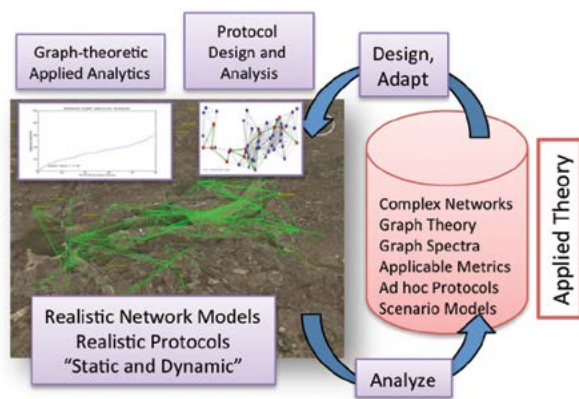 Graph-theoretic
Applied Analytics
Protocol
Design and
Analysis
Design,
Adapt
Complex Networks
Graph Theory
Graph Spectra
Applicable Metrics
Ad hoc Protocols
Scenario Models
Applied Theory
Realistic Network Models
Realistic Protocols
“Static and Dynamic”
Analyze